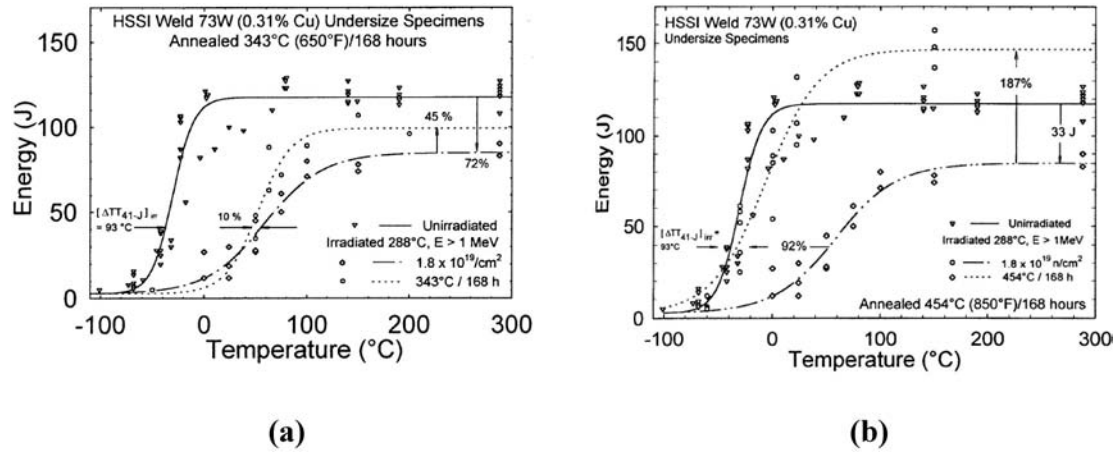 HSSI Weld 73W (0.31% Cu) Undersize Specimens
Annealed 343°C (650°F)/168 hours
150
100
50
0
Energy (J)
45 %
72%
[ΔTT41-J]irr
= 93 °C
10 %
Unirradiated
Irradiated 288°C, E > 1 MeV
1.8 x 10¹⁹/cm²
343°C / 168 h
-100
0
100
200
300
Temperature (°C)
(a)
HSSI Weld 73W (0.31% Cu)
Undersize Specimens
150
100
50
0
Energy (J)
187%
33 J
[ΔTT41-J]irr=
93°C
92%
Unirradiated
Irradiated 288°C, E > 1MeV
1.8 x 10¹⁹ n/cm²
454°C / 168 h
Annealed 454°C (850°F)/168 hours
-100
0
100
200
300
Temperature (°C)
(b)